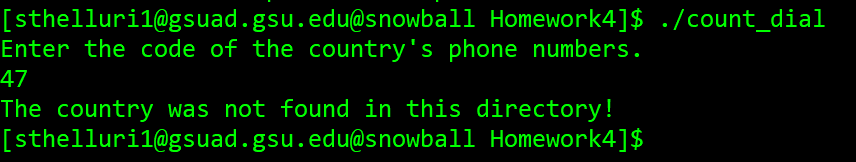 [sthelluri1@gsuad.gsu.edu@snowball Homework4]$ ./count_dial
Enter the code of the country's phone numbers.
47
The country was not found in this directory!
[sthelluri1@gsuad.gsu.edu@snowball Homework4]$